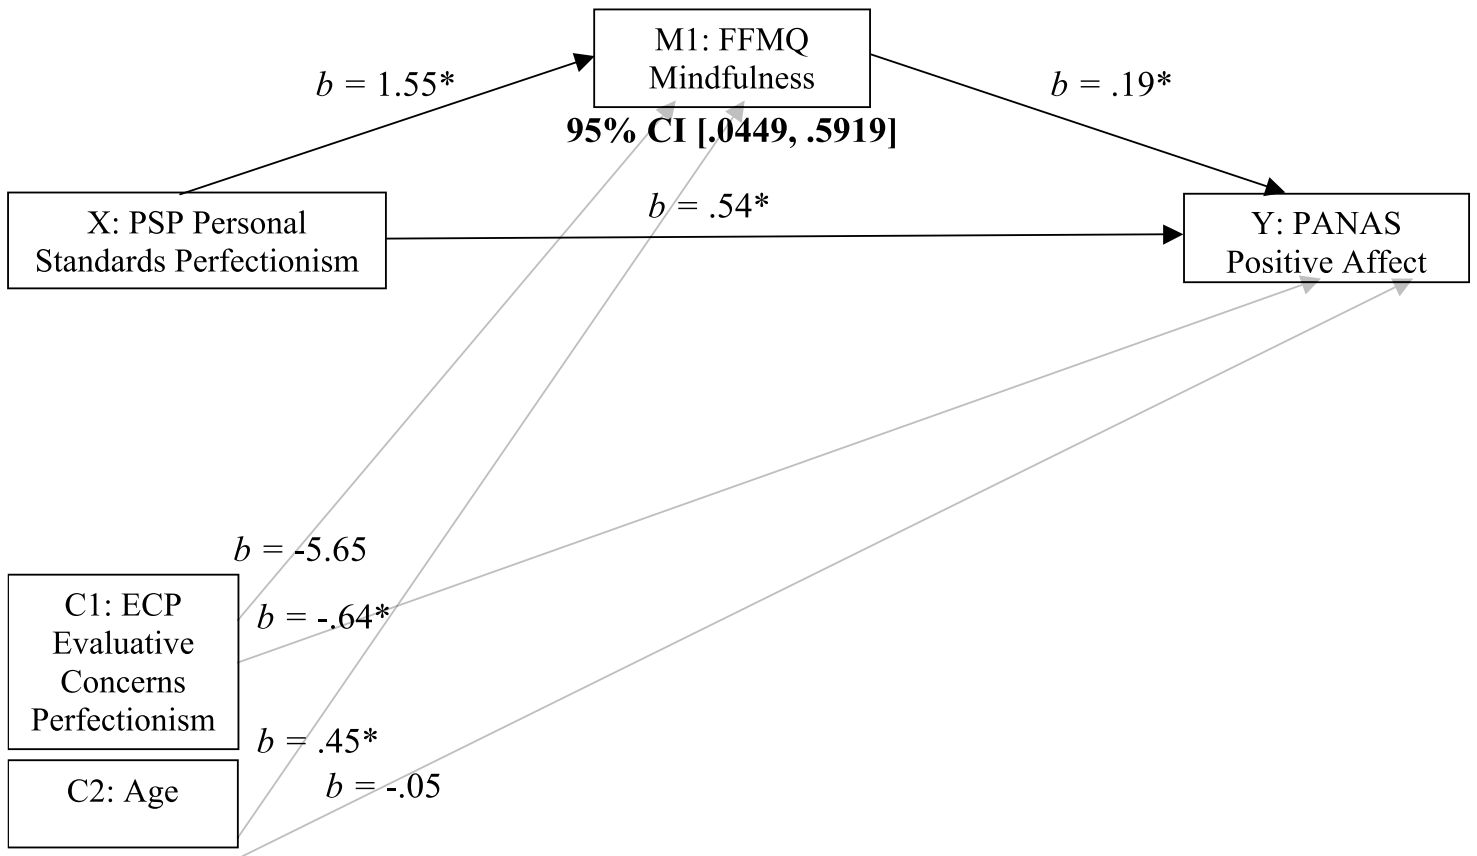 M1: FFMQ
Mindfulness
b = 1.55*
b = .19*
95% CI [.0449, .5919]
X: PSP Personal
Standards Perfectionism
b = .54*
Y: PANAS
Positive Affect
b = -5.65
C1: ECP
Evaluative
Concerns
Perfectionism
b = -.64*
b = .45*
C2: Age
b = -.05